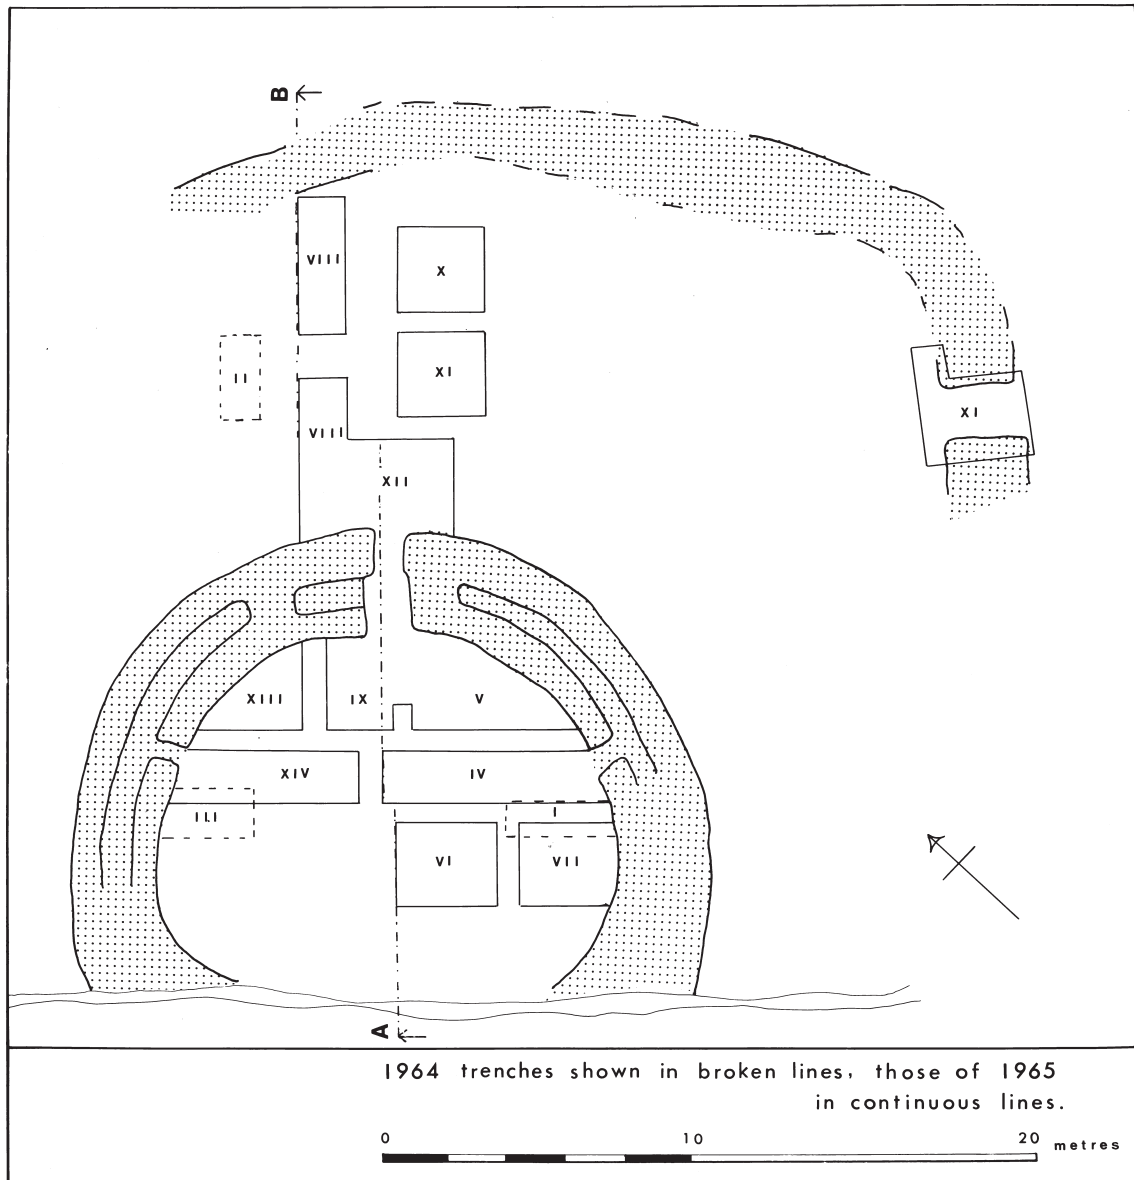 B
VIII
X
II
XI
VIII
XI
XII
XIII
IX
V
XIV
IV
ILI
I
VI
VII
A
1964 trenches shown in broken lines, those of 1965
in continuous lines.
0 10 20 metres